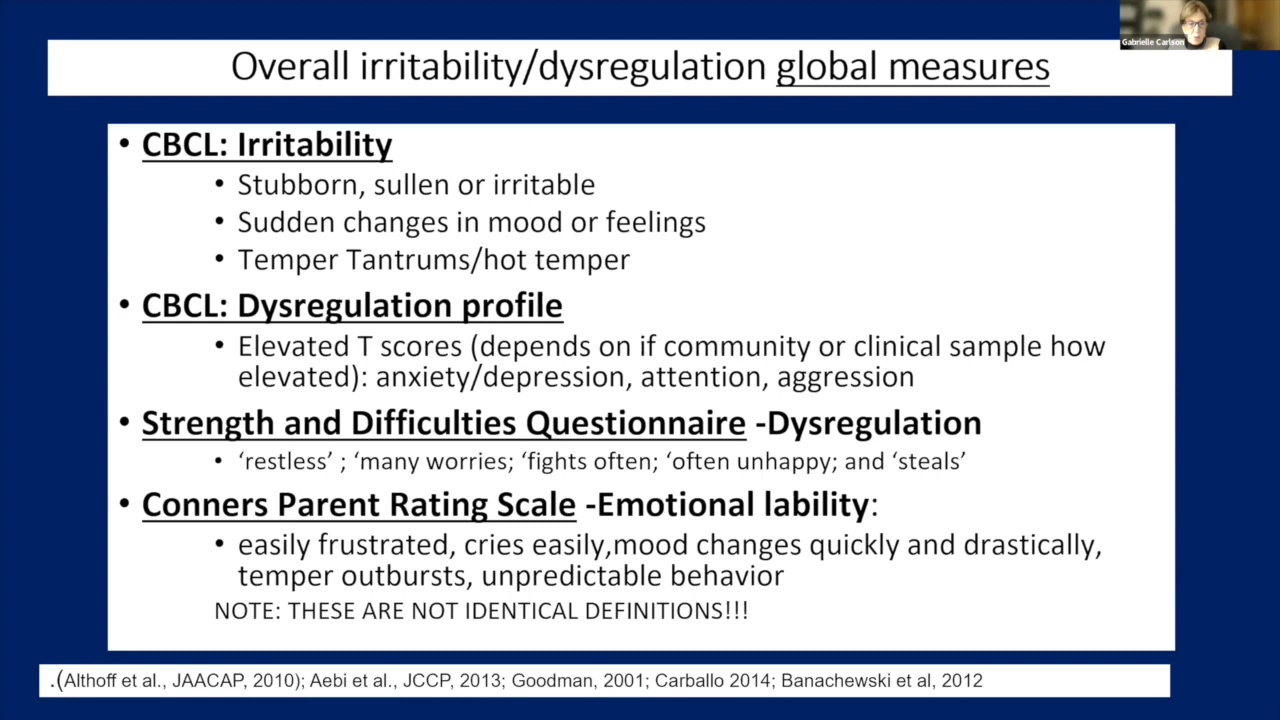 Gabrielle Carlson
Overall irritability/dysregulation global measures
• CBCL: Irritability
• Stubborn, sullen or irritable
• Sudden changes in mood or feelings
• Temper Tantrums/hot temper
• CBCL: Dysregulation profile
• Elevated T scores (depends on if community or clinical sample how
elevated): anxiety/depression, attention, aggression
• Strength and Difficulties Questionnaire -Dysregulation
• ‘restless’ ; ‘many worries; ‘fights often; ‘often unhappy; and ‘steals’
• Conners Parent Rating Scale -Emotional lability:
• easily frustrated, cries easily,mood changes quickly and drastically,
temper outbursts, unpredictable behavior
NOTE: THESE ARE NOT IDENTICAL DEFINITIONS!!!
.(Althoff et al., JAACAP, 2010); Aebi et al., JCCP, 2013; Goodman, 2001; Carballo 2014; Banachewski et al, 2012